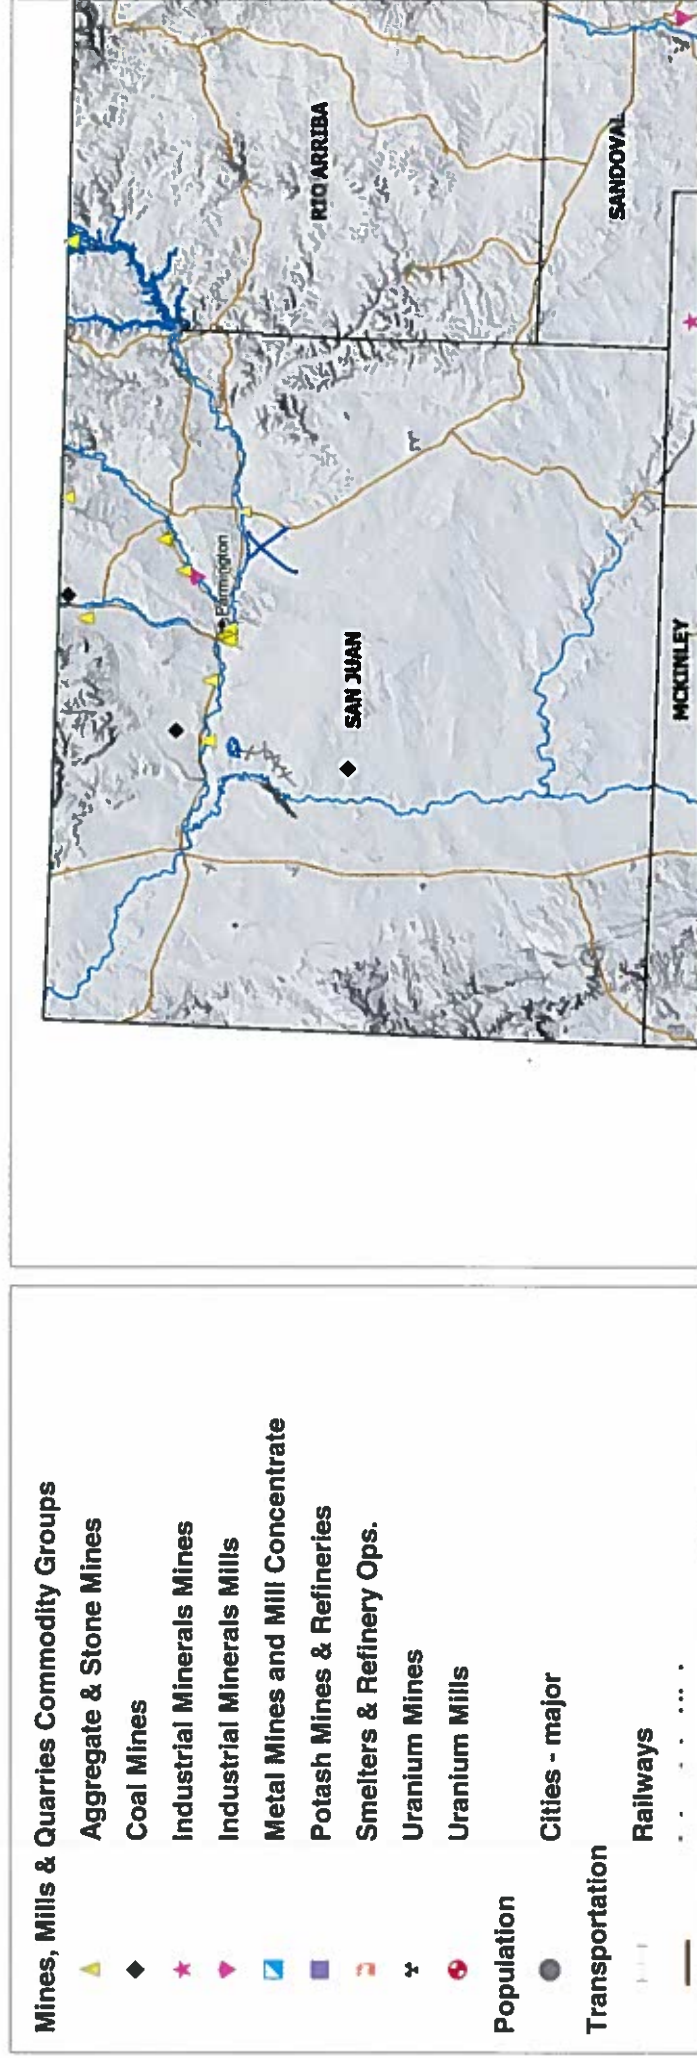 Mines, Mills & Quarries Commodity Groups
Aggregate & Stone Mines
Coal Mines
Industrial Minerals Mines
Industrial Minerals Mills
Metal Mines and Mill Concentrate
Potash Mines & Refineries
Smelters & Refinery Ops.
Uranium Mines
Uranium Mills
Population
Cities - major
Transportation
Railways
RIO ARRIBA
SANDOVAL
Farmington
SAN JUAN
MCKINLEY